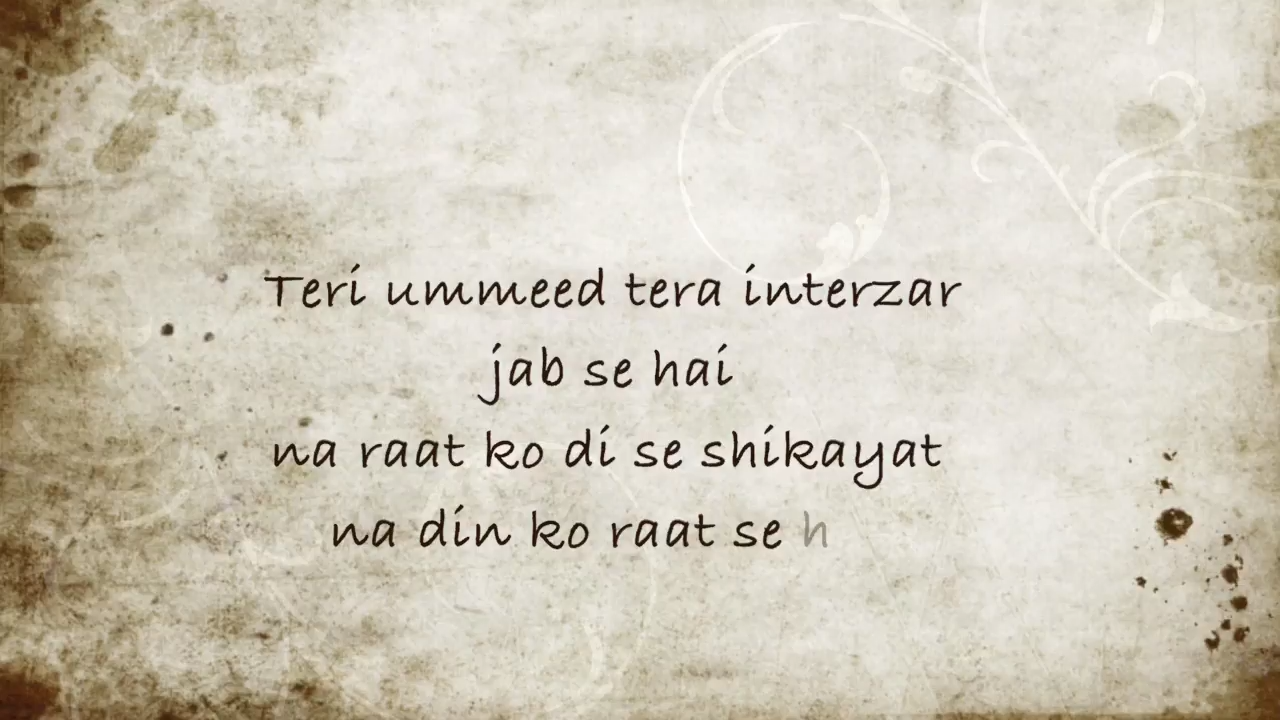 Teri ummeed tera interzar
jab se hai
na raat ko di se shikayat
na din ko raat se h